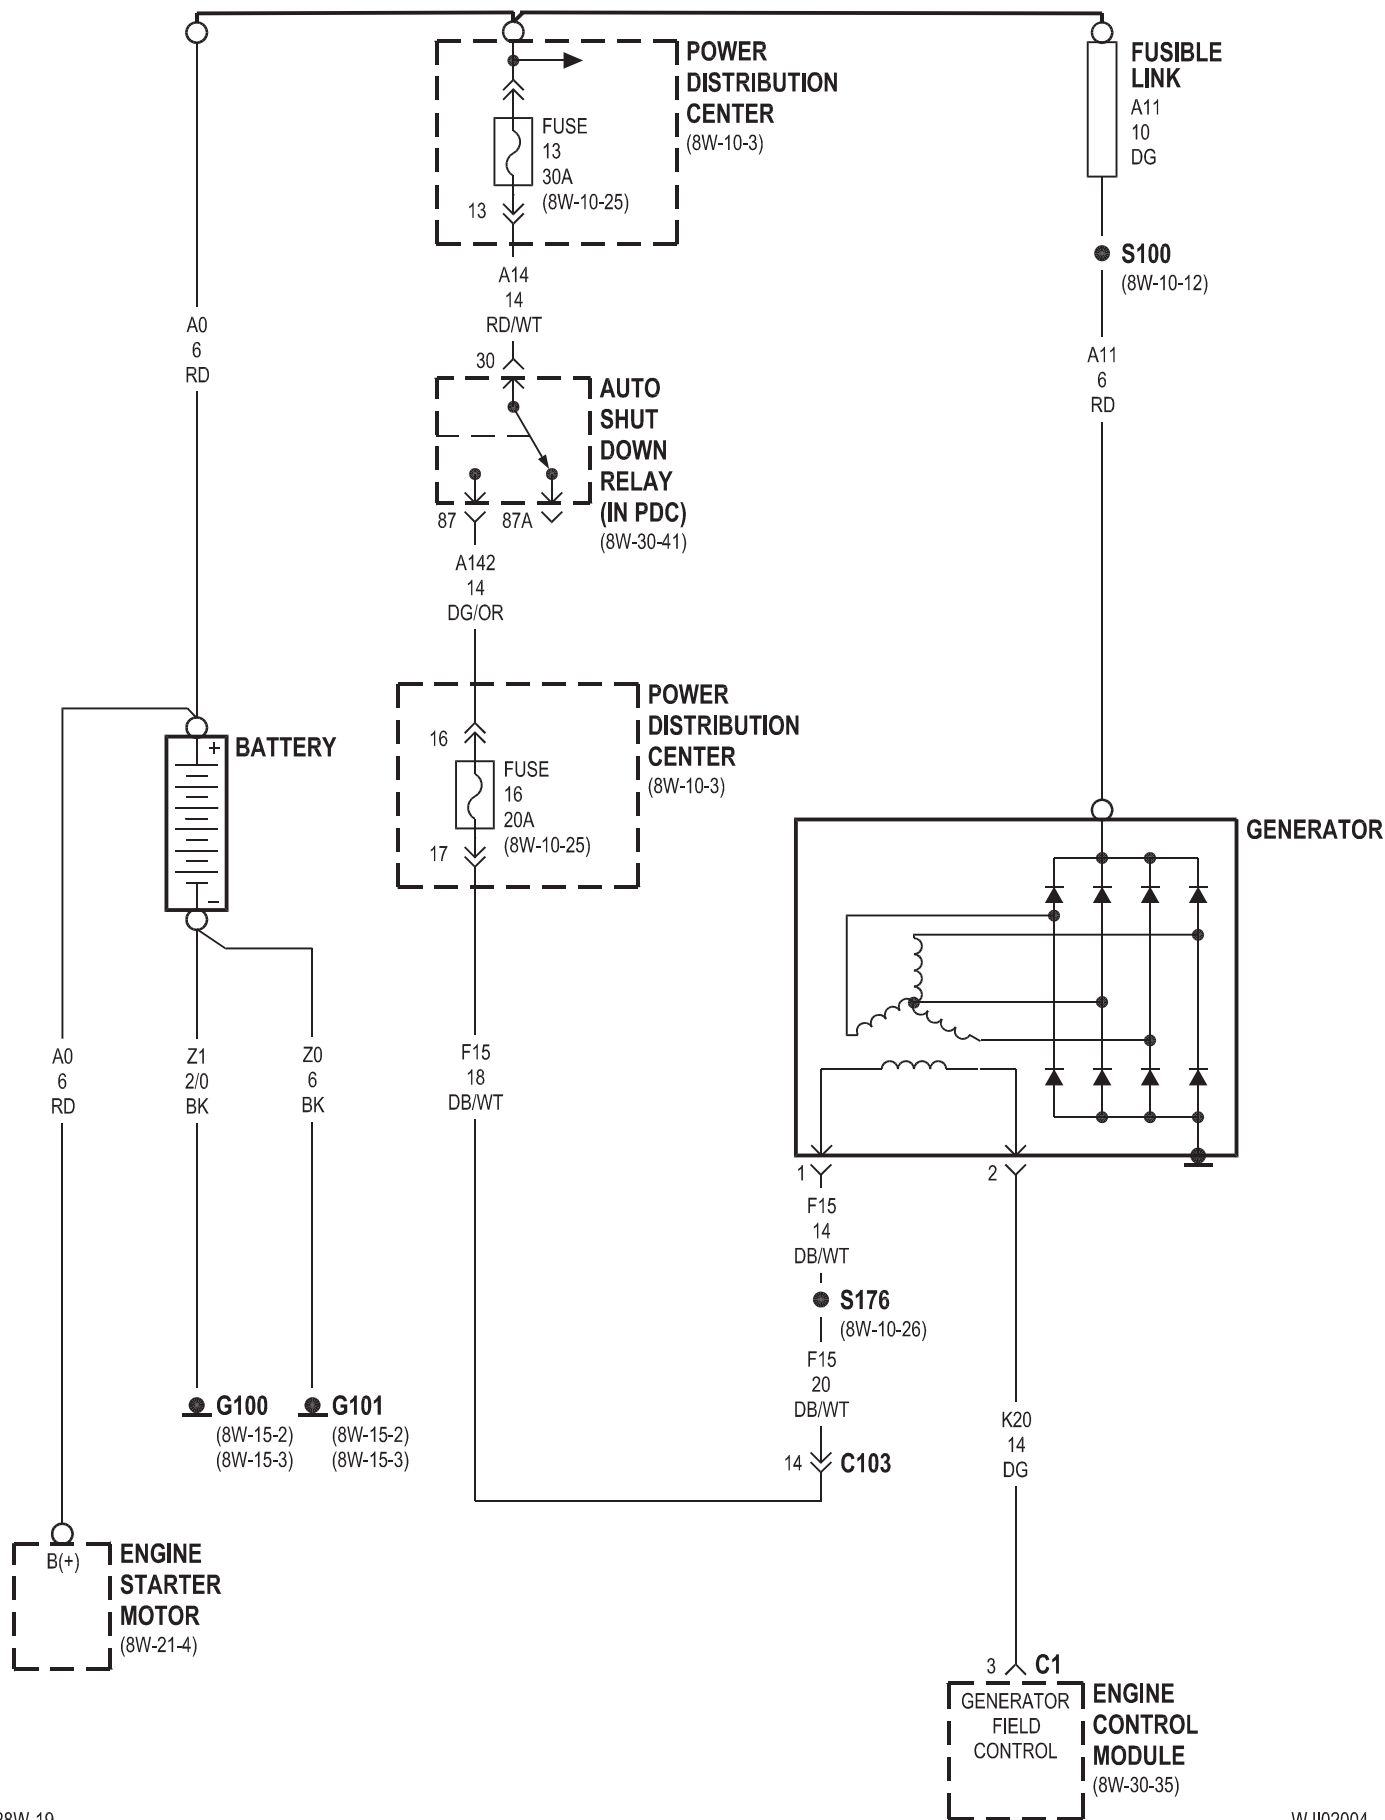 POWER
DISTRIBUTION
CENTER
(8W-10-3)
FUSE
13
30A
(8W-10-25)
13
FUSIBLE
LINK
A11
10
DG
S100
(8W-10-12)
A14
14
RD/WT
A0
6
RD
30
AUTO
SHUT
DOWN
RELAY
(IN PDC)
(8W-30-41)
87
87A
A11
6
RD
A142
14
DG/OR
POWER
DISTRIBUTION
CENTER
(8W-10-3)
16
FUSE
16
20A
(8W-10-25)
17
+
BATTERY
–
GENERATOR
A0
6
RD
Z1
2/0
BK
Z0
6
BK
F15
18
DB/WT
1
2
F15
14
DB/WT
S176
(8W-10-26)
F15
20
DB/WT
14
C103
K20
14
DG
G100
(8W-15-2)
(8W-15-3)
G101
(8W-15-2)
(8W-15-3)
B(+)
ENGINE
STARTER
MOTOR
(8W-21-4)
3
C1
GENERATOR
FIELD
CONTROL
ENGINE
CONTROL
MODULE
(8W-30-35)